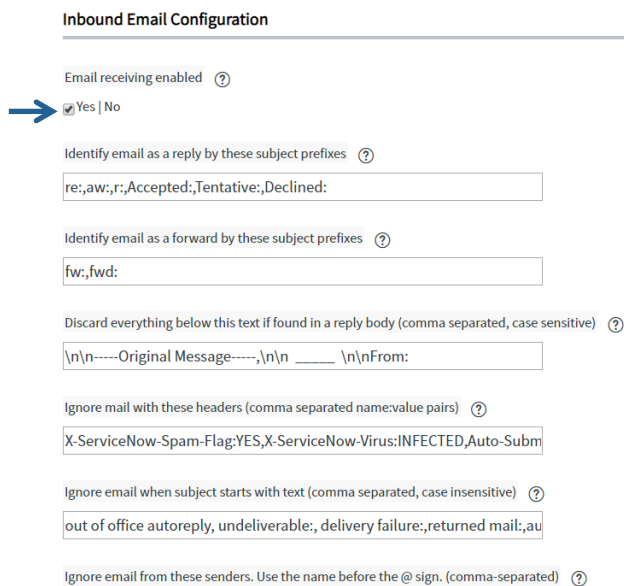 Inbound Email Configuration
Email receiving enabled ?
Yes | No
Identify email as a reply by these subject prefixes ?
re:,aw:,r:,Accepted:,Tentative:,Declined:
Identify email as a forward by these subject prefixes ?
fw:,fwd:
Discard everything below this text if found in a reply body (comma separated, case sensitive) ?
\n\n-----Original Message-----,\n\n _____ \n\nFrom:
Ignore mail with these headers (comma separated name:value pairs) ?
X-ServiceNow-Spam-Flag:YES,X-ServiceNow-Virus:INFECTED,Auto-Subm
Ignore email when subject starts with text (comma separated, case insensitive) ?
out of office autoreply, undeliverable:, delivery failure:,returned mail:,au
Ignore email from these senders. Use the name before the @ sign. (comma-separated) ?